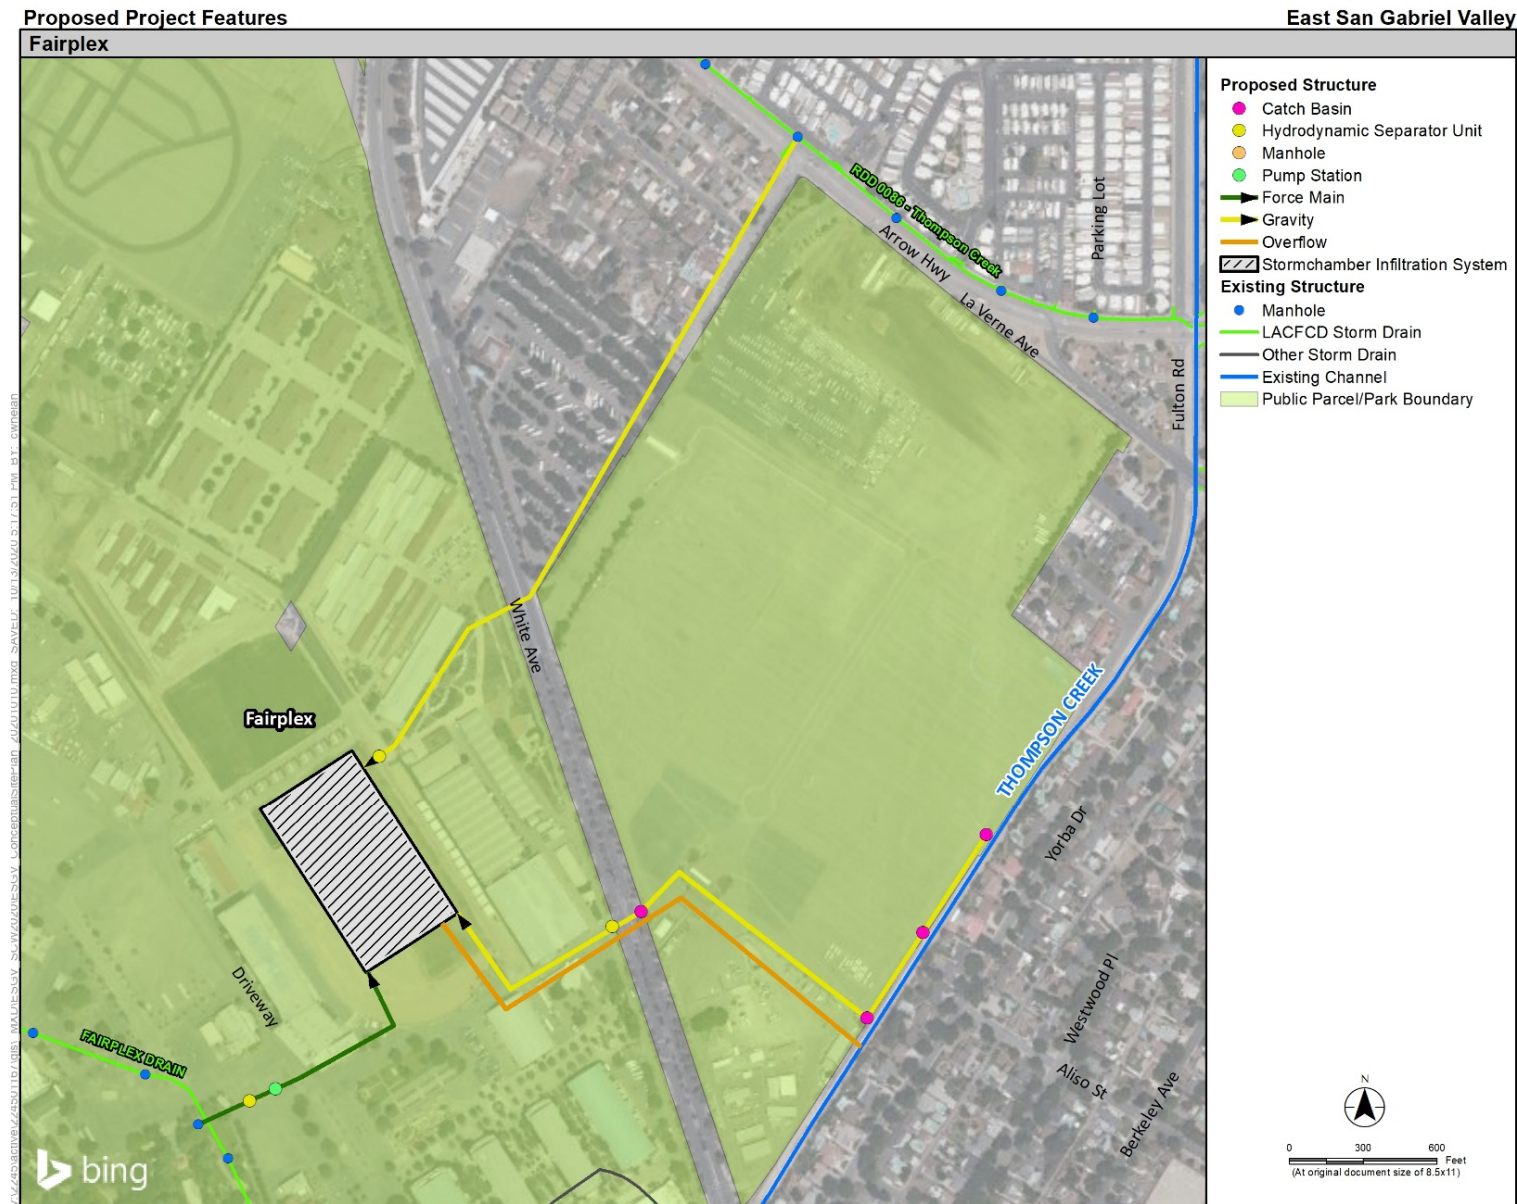 Proposed Project Features
East San Gabriel Valley
Fairplex
Proposed Structure
Catch Basin
Hydrodynamic Separator Unit
Manhole
Pump Station
Force Main
Gravity
Overflow
Stormchamber Infiltration System
Existing Structure
Manhole
LACFCD Storm Drain
Other Storm Drain
Existing Channel
Public Parcel/Park Boundary
RDD 0086 - Thompson Creek
Arrow Hwy
La Verne Ave
Parking Lot
Fulton Rd
White Ave
Fairplex
THOMPSON CREEK
Yorba Dr
Westwood Pl
Aliso St
Berkeley Ave
Driveway
FAIRPLEX DRAIN
bing
N
0 300 600
Feet
(At original document size of 8.5x11)